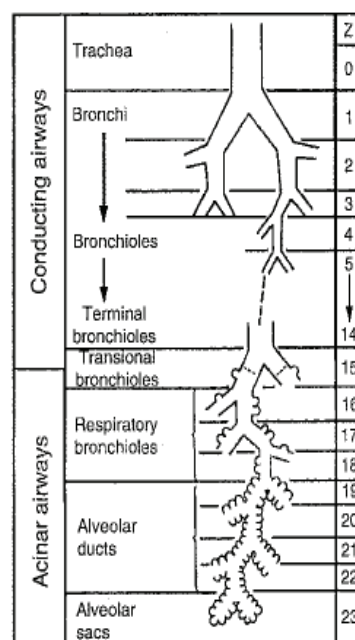 Z
Trachea
0
Bronchi
1
2
3
Bronchioles
4
5
Terminal
bronchioles
14
Transional
bronchioles
15
16
Respiratory
bronchioles
17
18
19
Alveolar
ducts
20
21
22
Alveolar
sacs
23
Conducting airways
Acinar airways